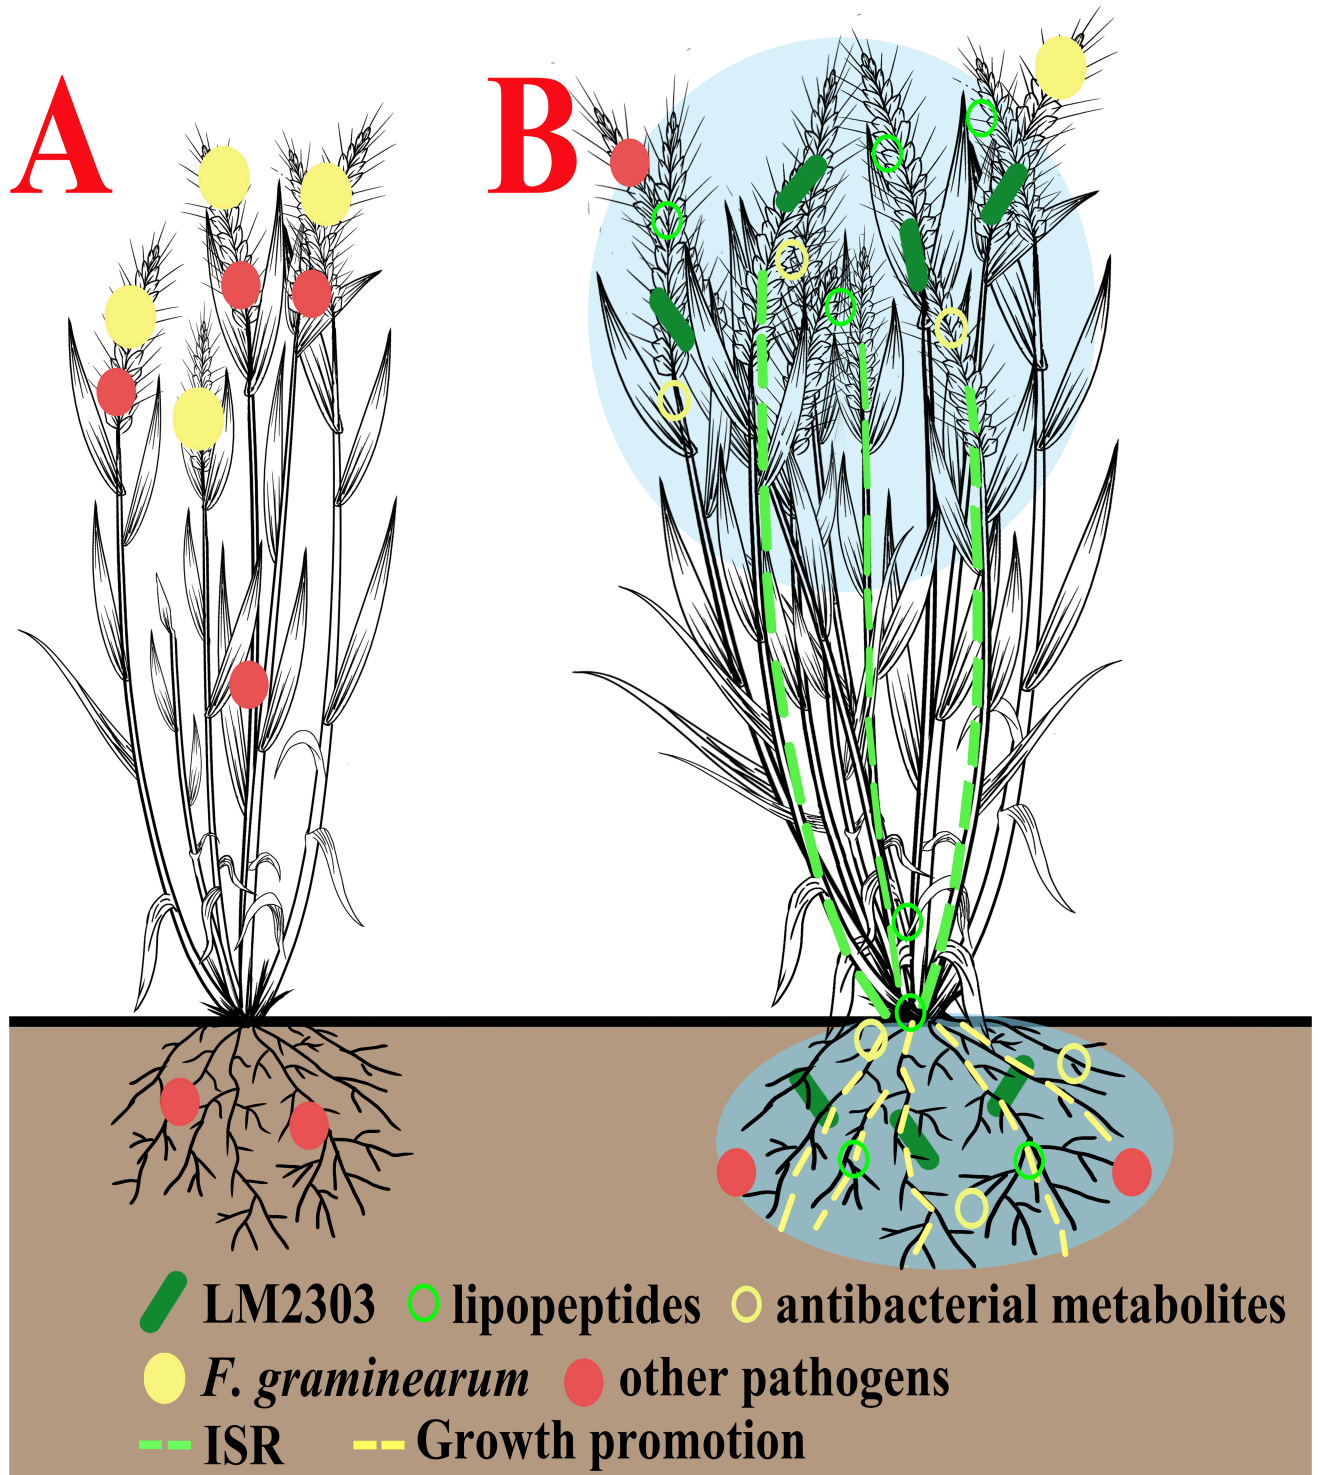 A
B
LM2303 lipopeptides antibacterial metabolites
F. graminearum other pathogens
ISR Growth promotion